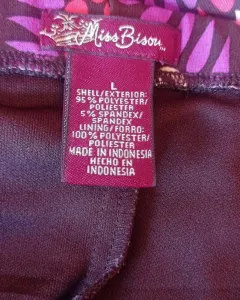 Miss Bisou
L
SHELL/EXTERIOR:
95% POLYESTER/
POLIESTER
5% SPANDEX/
SPANDEX
LINING/FORRO:
100% POLYESTER/
POLIESTER
MADE IN INDONESIA
HECHO EN
INDONESIA